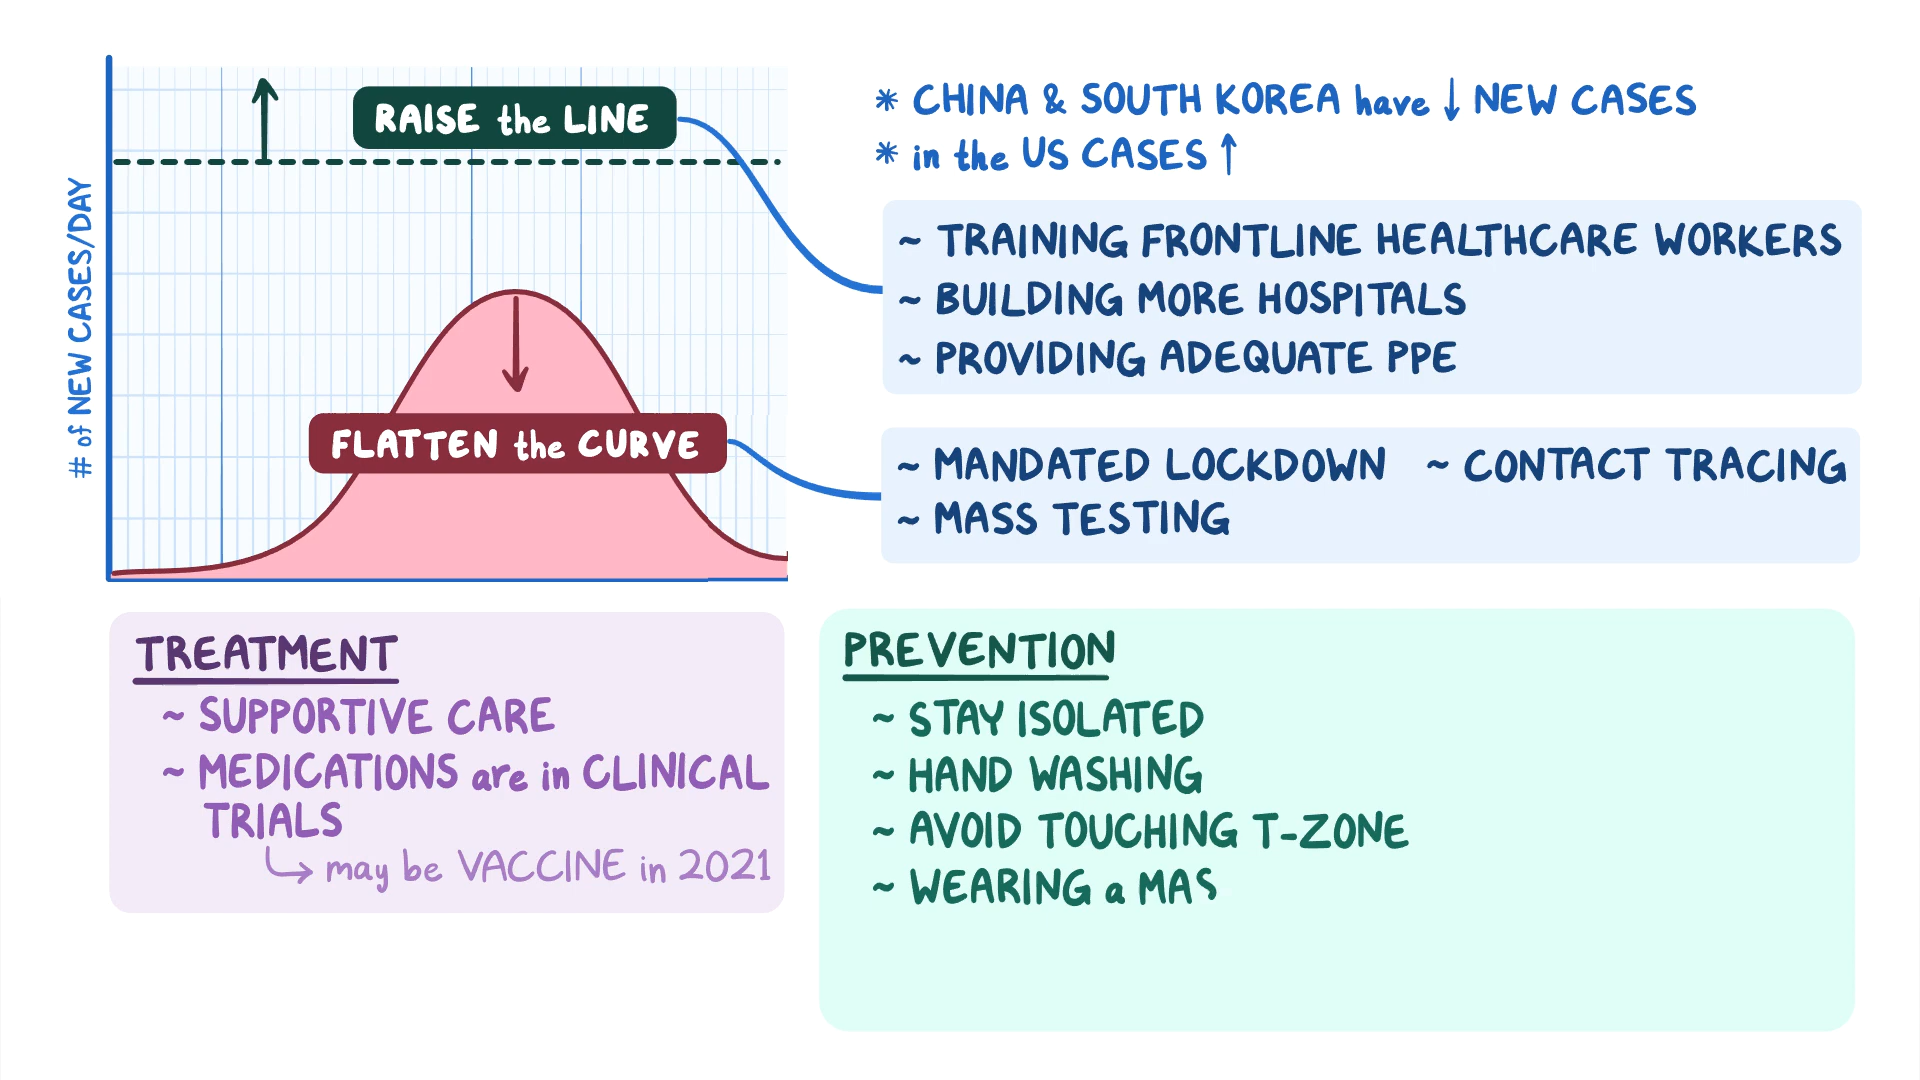 # of NEW CASES/DAY
RAISE the LINE
FLATTEN the CURVE
* CHINA & SOUTH KOREA have ↓ NEW CASES
* in the US CASES ↑
~ TRAINING FRONTLINE HEALTHCARE WORKERS
~ BUILDING MORE HOSPITALS
~ PROVIDING ADEQUATE PPE
~ MANDATED LOCKDOWN ~ CONTACT TRACING
~ MASS TESTING
TREATMENT
~ SUPPORTIVE CARE
~ MEDICATIONS are in CLINICAL
TRIALS
↳ may be VACCINE in 2021
PREVENTION
~ STAY ISOLATED
~ HAND WASHING
~ AVOID TOUCHING T-ZONE
~ WEARING a MAS